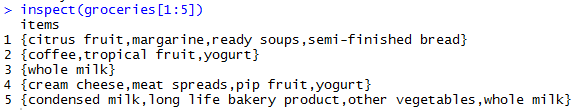 > inspect(groceries[1:5])
items
1 {citrus fruit,margarine,ready soups,semi-finished bread}
2 {coffee,tropical fruit,yogurt}
3 {whole milk}
4 {cream cheese,meat spreads,pip fruit,yogurt}
5 {condensed milk,long life bakery product,other vegetables,whole milk}